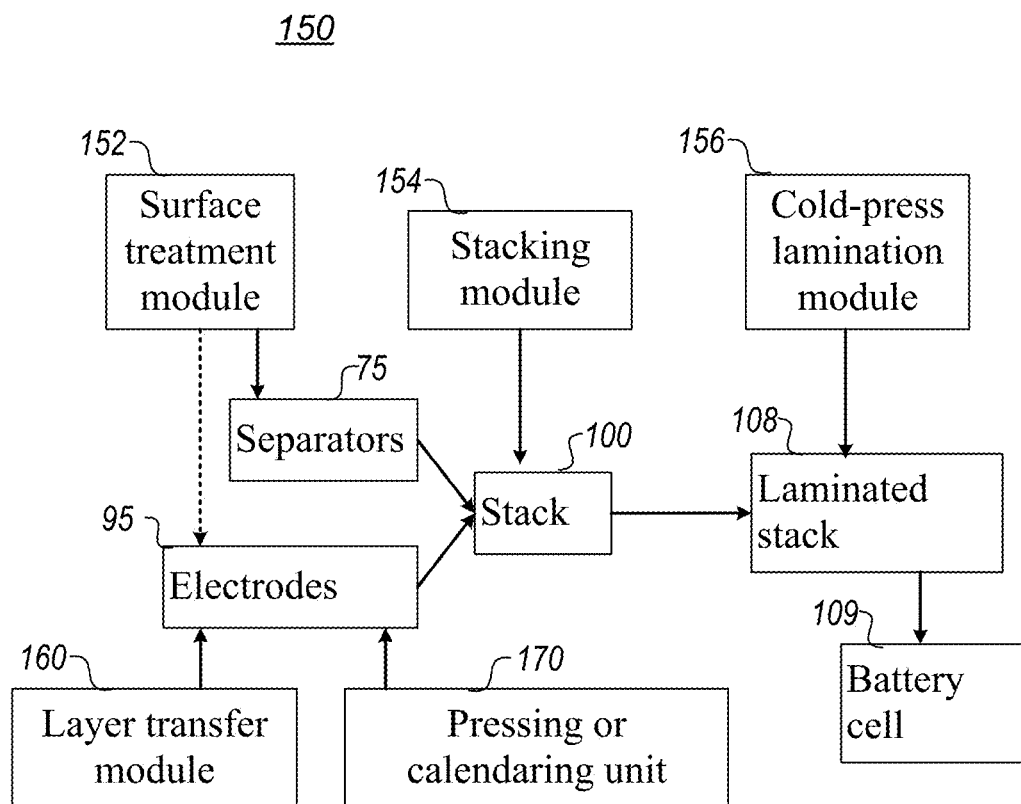 150
152
Surface
treatment
module
154
Stacking
module
156
Cold-press
lamination
module
75
Separators
100
Stack
108
Laminated
stack
95
Electrodes
109
Battery
cell
160
Layer transfer
module
170
Pressing or
calendaring unit